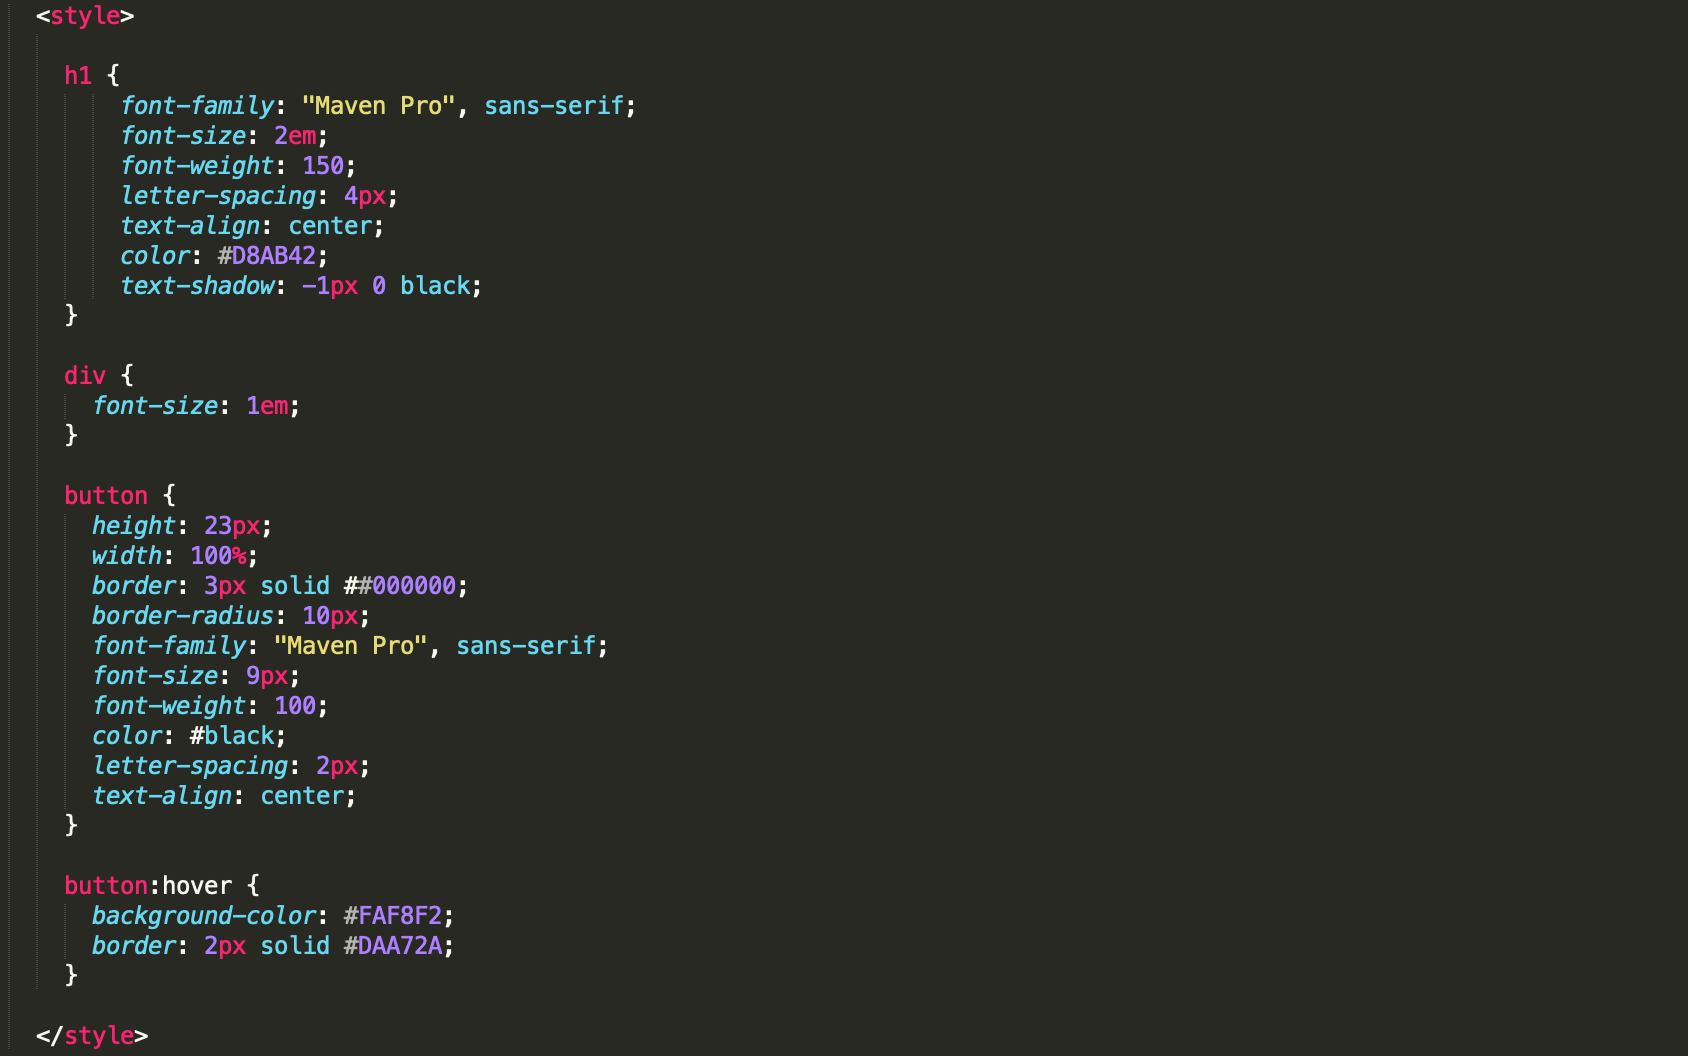 <style>
h1 {
font-family: "Maven Pro", sans-serif;
font-size: 2em;
font-weight: 150;
letter-spacing: 4px;
text-align: center;
color: #D8AB42;
text-shadow: -1px 0 black;
}
div {
font-size: 1em;
}
button {
height: 23px;
width: 100%;
border: 3px solid ##000000;
border-radius: 10px;
font-family: "Maven Pro", sans-serif;
font-size: 9px;
font-weight: 100;
color: #black;
letter-spacing: 2px;
text-align: center;
}
button:hover {
background-color: #FAF8F2;
border: 2px solid #DAA72A;
}
</style>